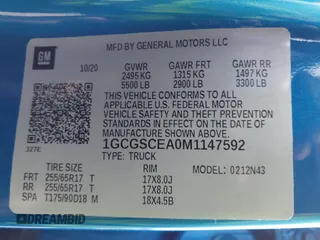 GM
MFD BY GENERAL MOTORS LLC
10/20
GVWR GAWR FRT GAWR RR
2495 KG 1315 KG 1497 KG
5500 LB 2900 LB 3300 LB
THIS VEHICLE CONFORMS TO ALL
APPLICABLE U.S. FEDERAL MOTOR
VEHICLE SAFETY AND THEFT PREVENTION
STANDARDS IN EFFECT ON THE DATE OF
MANUFACTURE SHOWN ABOVE.
327E
1GCGSCEA0M1147592
TYPE: TRUCK
MODEL: 0212N43
TIRE SIZE RIM
FRT 255/65R17 T 17X8.0J
RR 255/65R17 T 17X8.0J
SPA T175/90D18 M 18X4.5B
DREAMBID